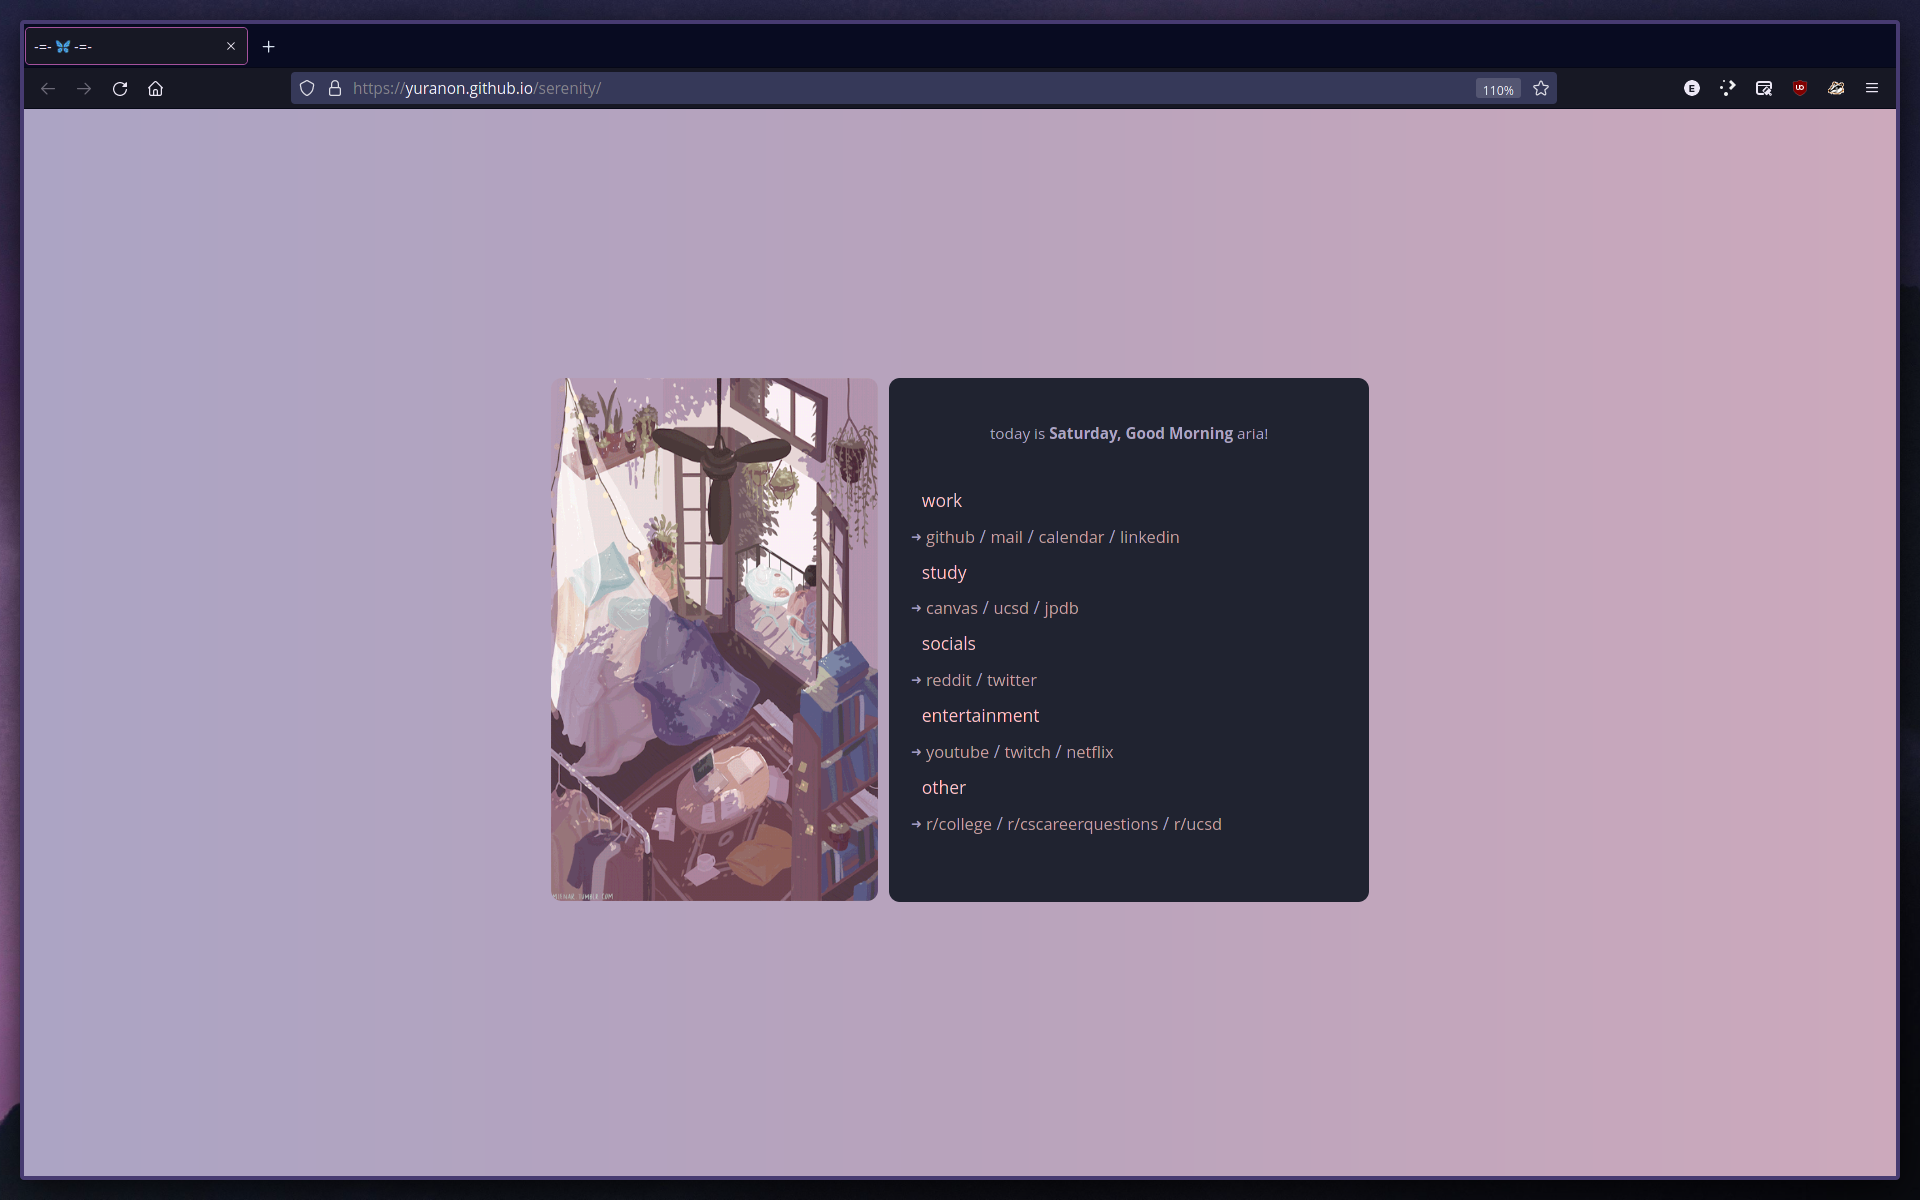 -=- 🦋 -=-
https://yuranon.github.io/serenity/
110%
E
today is Saturday, Good Morning aria!
work
➜ github / mail / calendar / linkedin
study
➜ canvas / ucsd / jpdb
socials
➜ reddit / twitter
entertainment
➜ youtube / twitch / netflix
other
➜ r/college / r/cscareerquestions / r/ucsd